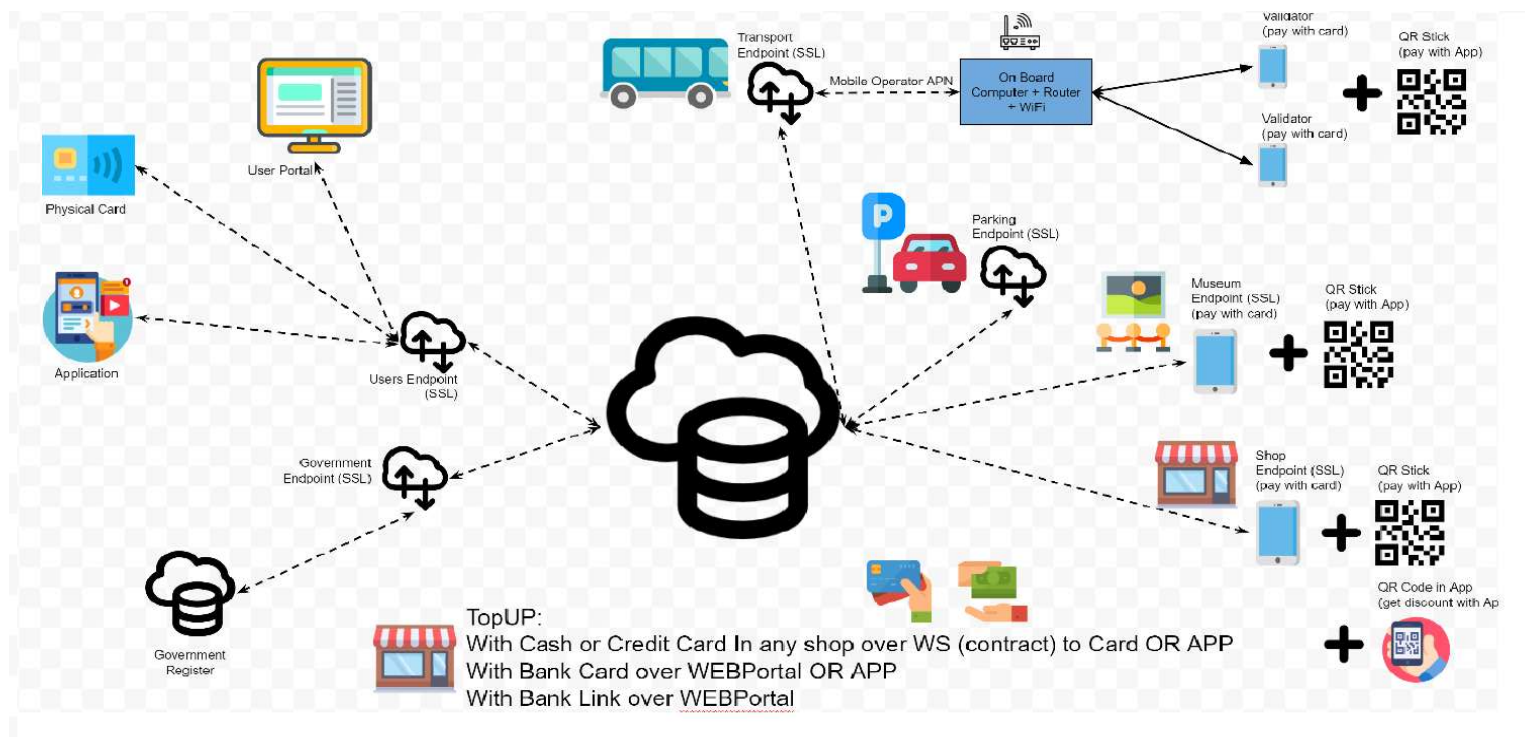 Transport
Endpoint (SSL)
Mobile Operator APN
On Board
Computer + Router
+ WiFi
Validator
(pay with card)
QR Stick
(pay with App)
Validator
(pay with card)
User Portal
Physical Card
Application
Users Endpoint
(SSL)
Parking
Endpoint (SSL)
P
Museum
Endpoint (SSL)
(pay with card)
QR Stick
(pay with App)
Government
Endpoint (SSL)
Shop
Endpoint (SSL)
(pay with card)
QR Stick
(pay with App)
QR Code in App
(get discount with Ap
Government
Register
TopUP:
With Cash or Credit Card In any shop over WS (contract) to Card OR APP
With Bank Card over WEBPortal OR APP
With Bank Link over WEBPortal